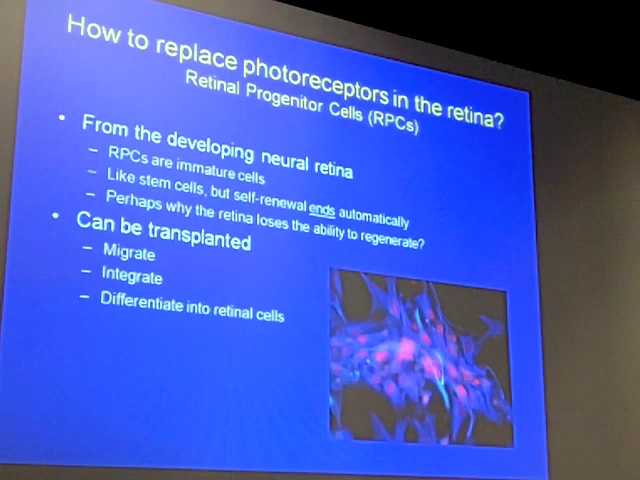 How to replace photoreceptors in the retina?
Retinal Progenitor Cells (RPCs)
• From the developing neural retina
– RPCs are immature cells
– Like stem cells, but self-renewal ends automatically
– Perhaps why the retina loses the ability to regenerate?
• Can be transplanted
– Migrate
– Integrate
– Differentiate into retinal cells